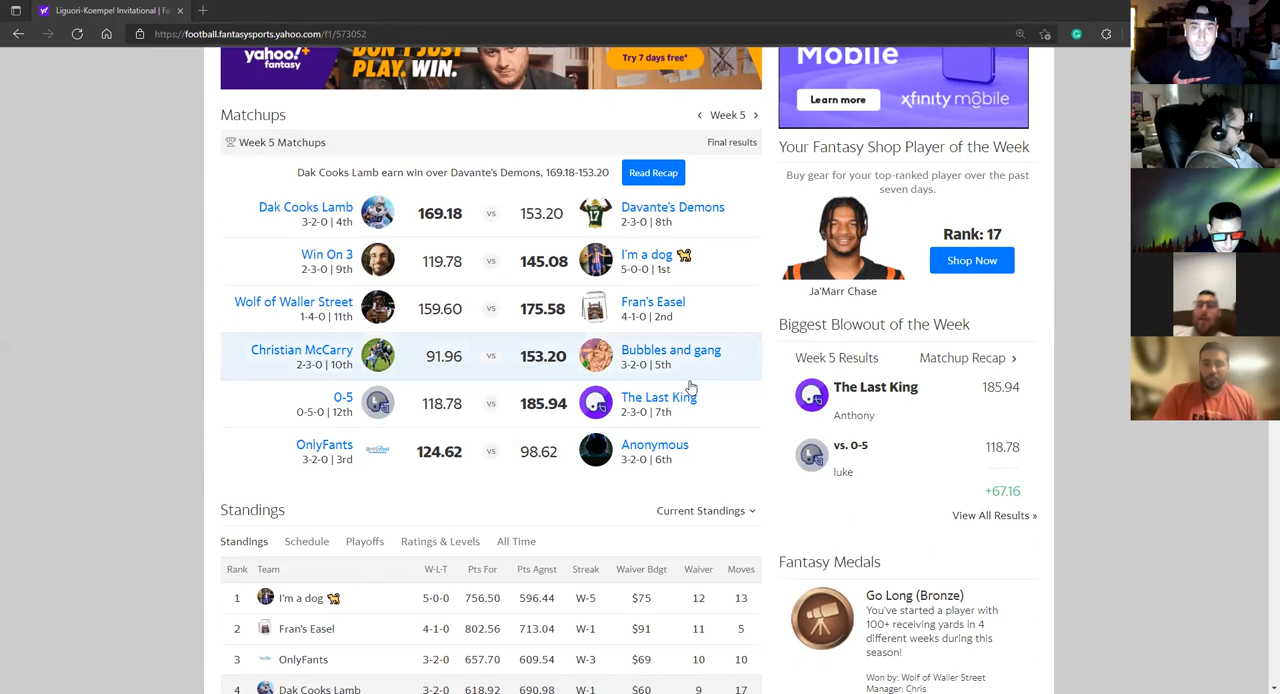 Liguori-Koempel Invitational | Fa
https://football.fantasysports.yahoo.com/f1/573052
yahoo!
fantasy
DON'T JUST
PLAY. WIN.
Try 7 days free*
Mobile
Learn more
xfinity mobile
Matchups
Week 5
Week 5 Matchups
Final results
Dak Cooks Lamb earn win over Davante's Demons, 169.18-153.20
Read Recap
Dak Cooks Lamb 169.18 vs 153.20 Davante's Demons
3-2-0 | 4th 2-3-0 | 8th
Win On 3 119.78 vs 145.08 I'm a dog 🐕
2-3-0 | 9th 5-0-0 | 1st
Wolf of Waller Street 159.60 vs 175.58 Fran's Easel
1-4-0 | 11th 4-1-0 | 2nd
Christian McCarry 91.96 vs 153.20 Bubbles and gang
2-3-0 | 10th 3-2-0 | 5th
0-5 118.78 vs 185.94 The Last King
0-5-0 | 12th 2-3-0 | 7th
OnlyFants 124.62 vs 98.62 Anonymous
3-2-0 | 3rd 3-2-0 | 6th
Standings
Current Standings
Standings Schedule Playoffs Ratings & Levels All Time
Rank Team W-L-T Pts For Pts Agnst Streak Waiver Bdgt Waiver Moves
1 I'm a dog 🐕 5-0-0 756.50 596.44 W-5 $75 12 13
2 Fran's Easel 4-1-0 802.56 713.04 W-1 $91 11 5
3 OnlyFants 3-2-0 657.70 609.54 W-3 $69 10 10
4 Dak Cooks Lamb 3-2-0 618.92 690.98 W-1 $60 9 17
Your Fantasy Shop Player of the Week
Buy gear for your top-ranked player over the past
seven days.
Rank: 17
Shop Now
Ja'Marr Chase
Biggest Blowout of the Week
Week 5 Results
Matchup Recap
The Last King 185.94
Anthony
vs. 0-5 118.78
luke
+67.16
View All Results »
Fantasy Medals
Go Long (Bronze)
You've started a player with
100+ receiving yards in 4
different weeks during this
season!
Won by: Wolf of Waller Street
Manager: Chris